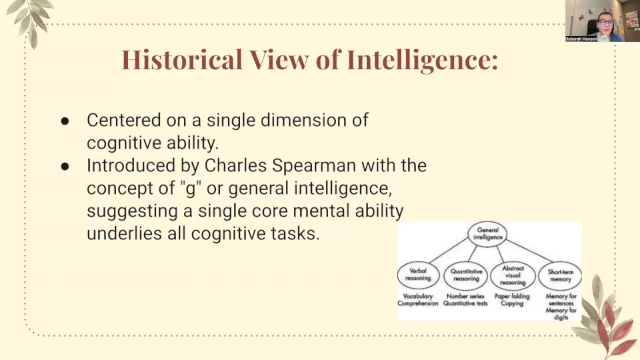 Historical View of Intelligence:
● Centered on a single dimension of
cognitive ability.
● Introduced by Charles Spearman with the
concept of "g" or general intelligence,
suggesting a single core mental ability
underlies all cognitive tasks.
General
intelligence
Verbal
reasoning
Quantitative
reasoning
Abstract
visual
reasoning
Short-term
memory
Vocabulary
Comprehension
Number series
Quantitative tests
Paper folding
Copying
Memory for
sentences
Memory for
digits
Deborah Hanson